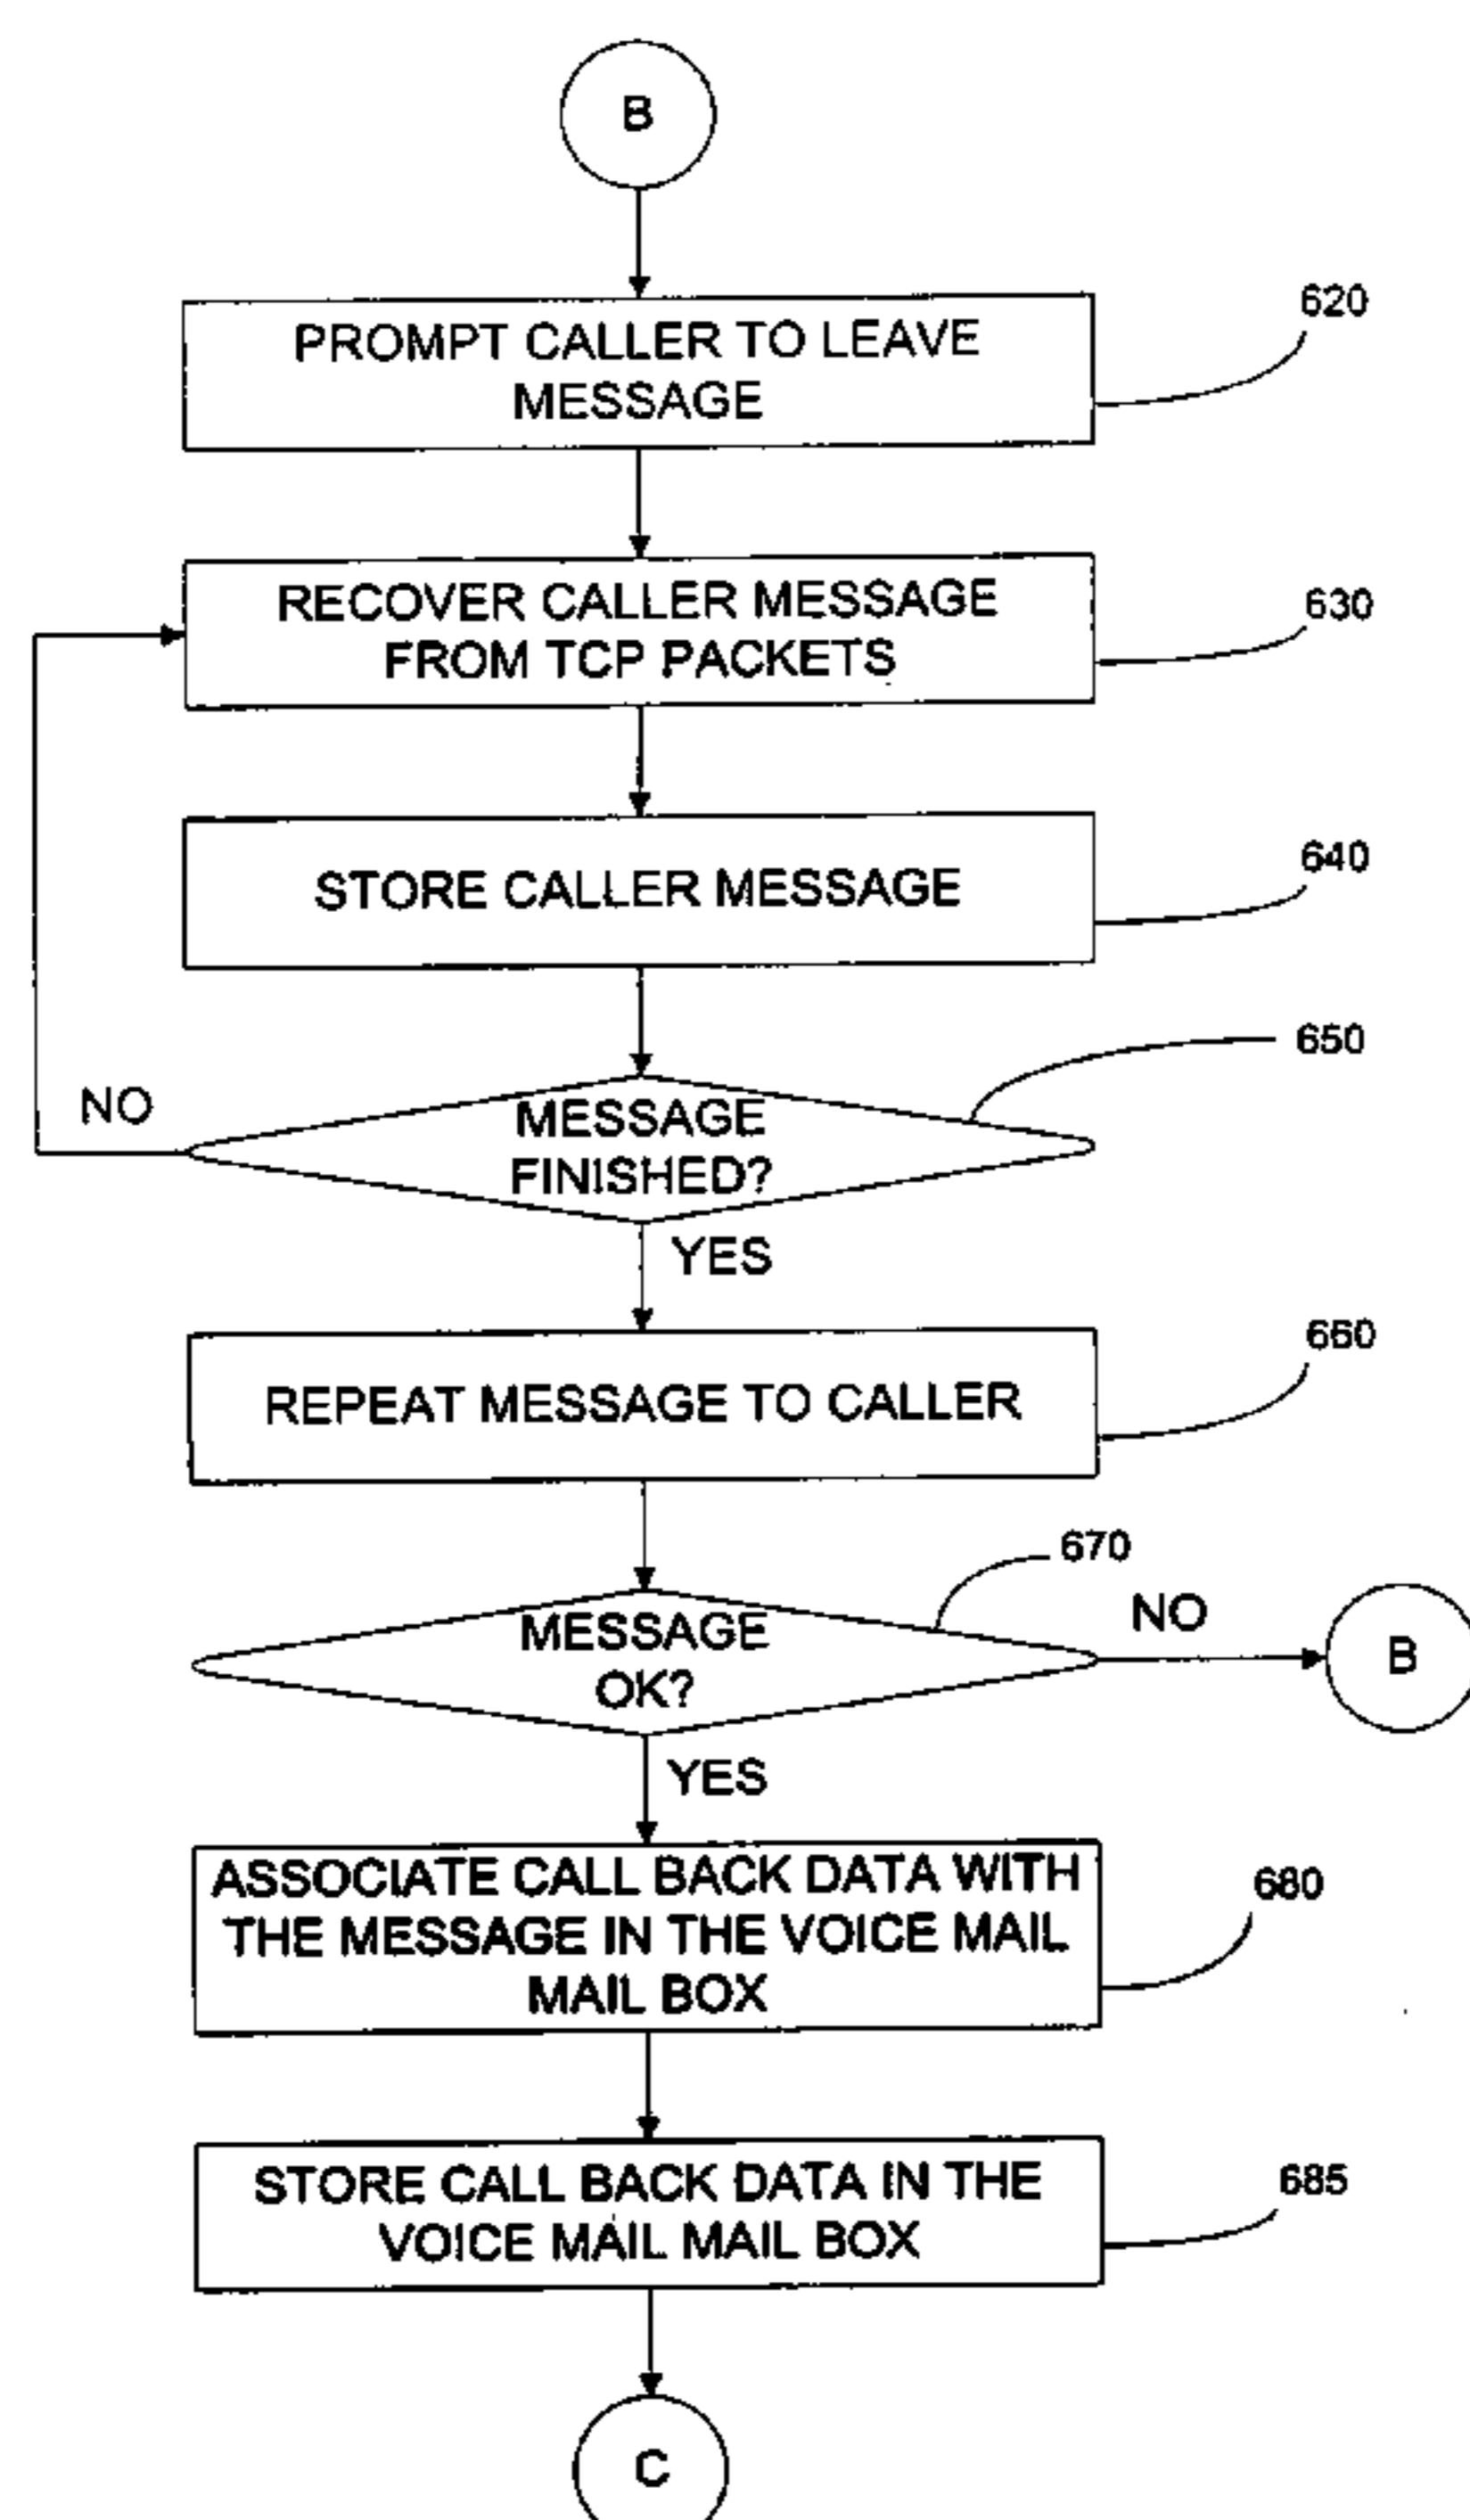 B
PROMPT CALLER TO LEAVE
MESSAGE
620
RECOVER CALLER MESSAGE
FROM TCP PACKETS
630
STORE CALLER MESSAGE
640
650
NO
MESSAGE
FINISHED?
YES
660
REPEAT MESSAGE TO CALLER
670
NO
MESSAGE
OK?
B
YES
ASSOCIATE CALL BACK DATA WITH
THE MESSAGE IN THE VOICE MAIL
MAIL BOX
680
STORE CALL BACK DATA IN THE
VOICE MAIL MAIL BOX
685
C